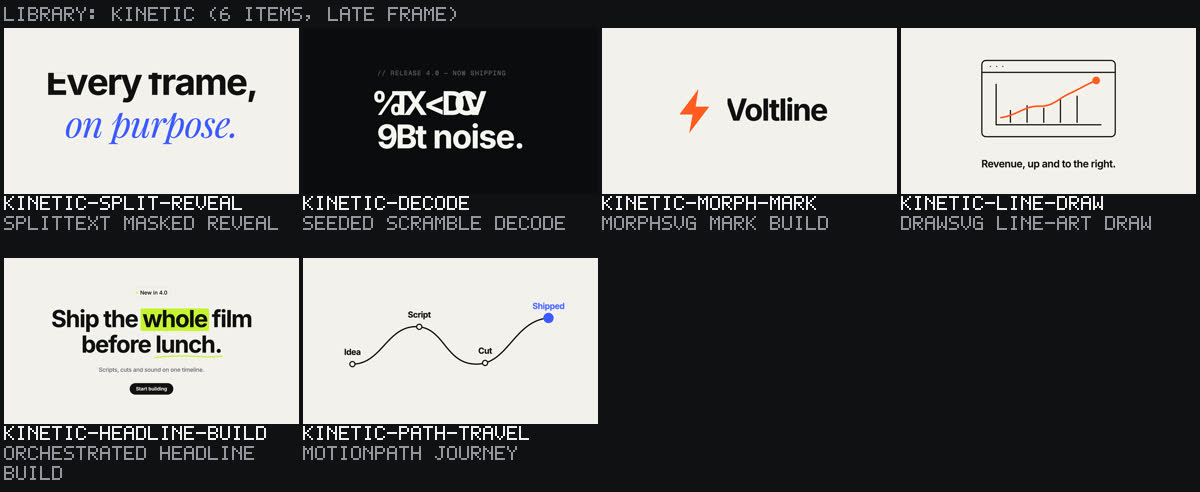 LIBRARY: KINETIC (6 ITEMS, LATE FRAME)
Every frame,
on purpose.
KINETIC-SPLIT-REVEAL
SPLITTEXT MASKED REVEAL
// RELEASE 4.0 — NOW SHIPPING
9Bt noise.
KINETIC-DECODE
SEEDED SCRAMBLE DECODE
Voltline
KINETIC-MORPH-MARK
MORPHSVG MARK BUILD
Revenue, up and to the right.
KINETIC-LINE-DRAW
DRAWSVG LINE-ART DRAW
New in 4.0
Ship the whole film
before lunch.
Scripts, cuts and sound on one timeline.
Start building
KINETIC-HEADLINE-BUILD
ORCHESTRATED HEADLINE
BUILD
Idea
Script
Cut
Shipped
KINETIC-PATH-TRAVEL
MOTIONPATH JOURNEY